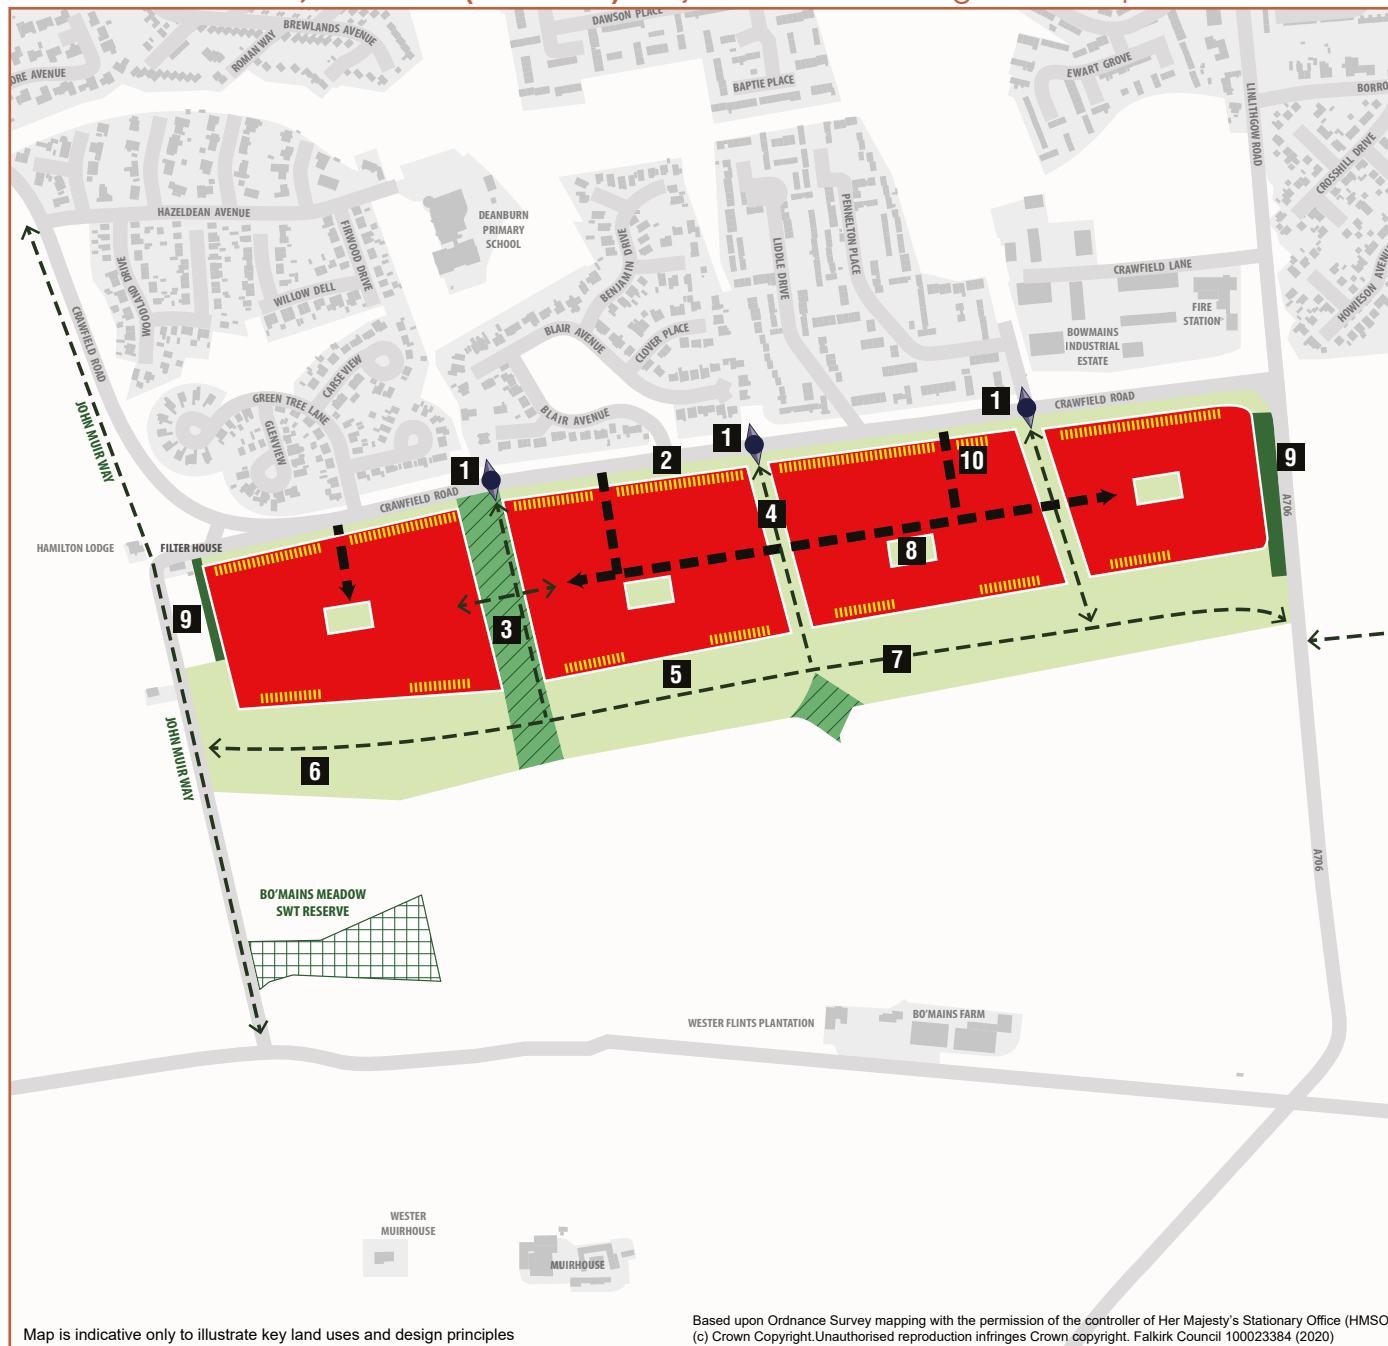 BREWLANDS AVENUE
DAWSON PLACE
ROMAN WAY
ORE AVENUE
BAPTIE PLACE
EWART GROVE
LINLITHGOW ROAD
BORRO
CROSSHILL DRIVE
HAZELDEAN AVENUE
FIRWOOD DRIVE
DEANBURN
PRIMARY
SCHOOL
BENJAMIN DRIVE
LIDDLE DRIVE
PENNELTON PLACE
WOODLAND DRIVE
WILLOW DELL
CRAWFIELD LANE
HOWIESON AVENU
FIRE
STATION
BOWMAINS
INDUSTRIAL
ESTATE
CRAWFIELD ROAD
BLAIR AVENUE
CLOVER PLACE
CARSE VIEW
GREEN TREE LANE
GLENVIEW
BLAIR AVENUE
JOHN MUIR WAY
1
CRAWFIELD ROAD
1
1
2
10
9
CRAWFIELD ROAD
A706
4
HAMILTON LODGE
FILTER HOUSE
8
9
3
5
7
6
JOHN MUIR WAY
A706
BO'MAINS MEADOW
SWT RESERVE
WESTER FLINTS PLANTATION
BO'MAINS FARM
WESTER
MUIRHOUSE
MUIRHOUSE
Map is indicative only to illustrate key land uses and design principles
Based upon Ordnance Survey mapping with the permission of the controller of Her Majesty's Stationary Office (HMSO
(c) Crown Copyright.Unauthorised reproduction infringes Crown copyright. Falkirk Council 100023384 (2020)